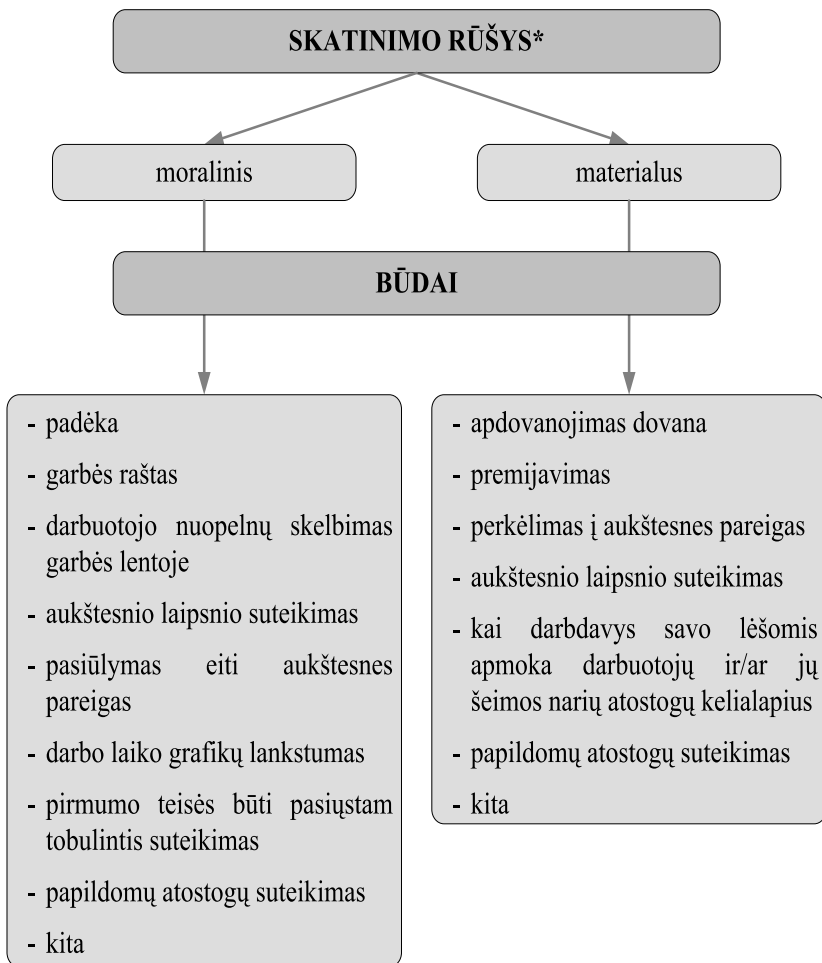 SKATINIMO RŪŠYS*
moralinis
materialus
BŪDAI
- padėka
- garbės raštas
- darbuotojo nuopelnų skelbimas
garbės lentoje
- aukštesnio laipsnio suteikimas
- pasiūlymas eiti aukštesnes
pareigas
- darbo laiko grafikų lankstumas
- pirmumo teisės būti pasiųstam
tobulintis suteikimas
- papildomų atostogų suteikimas
- kita
- apdovanojimas dovana
- premijavimas
- perkėlimas į aukštesnes pareigas
- aukštesnio laipsnio suteikimas
- kai darbdavys savo lėšomis
apmoka darbuotojų ir/ar jų
šeimos narių atostogų kelialapius
- papildomų atostogų suteikimas
- kita